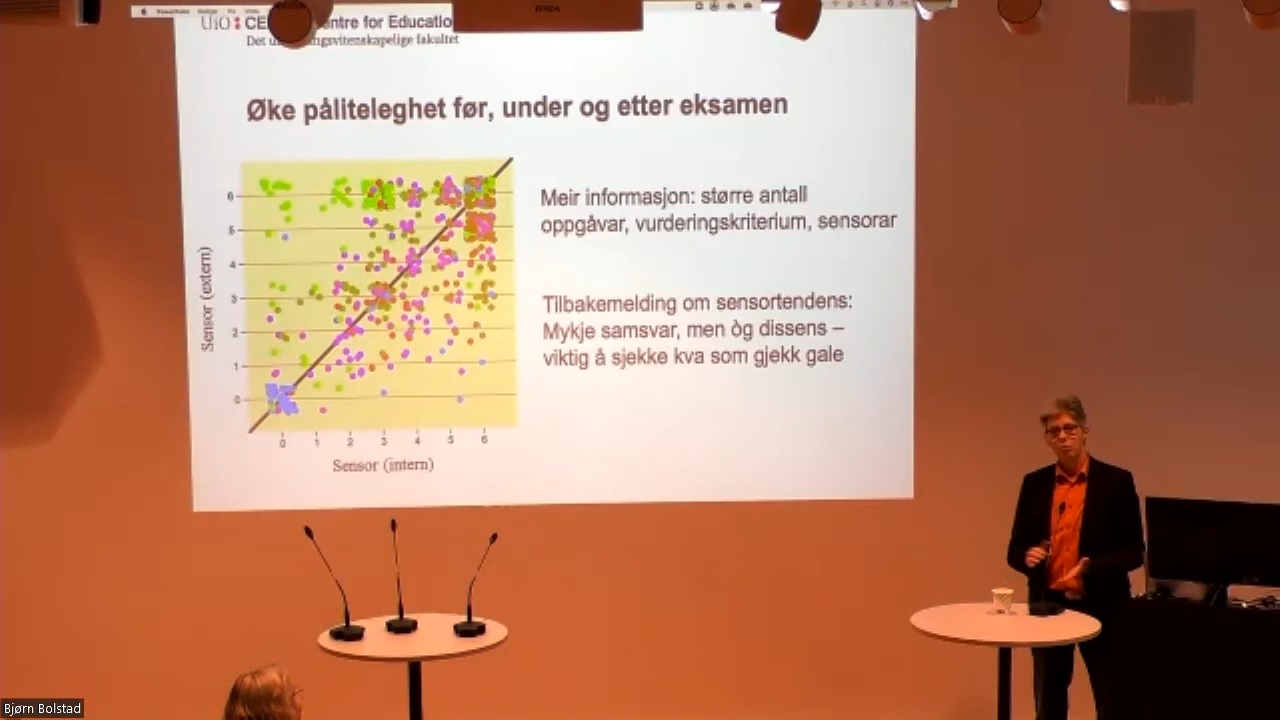 EPSON
UiO CE entre for Educatio
Det u ngsvitenskapelige fakultet
Øke påliteleghet før, under og etter eksamen
Meir informasjon: større antall
oppgåvar, vurderingskriterium, sensorar
Tilbakemelding om sensortendens:
Mykje samsvar, men òg dissens –
viktig å sjekke kva som gjekk gale
Sensor (extern)
6
5
4
3
2
1
0
0 1 2 3 4 5 6
Sensor (intern)
Bjørn Bolstad